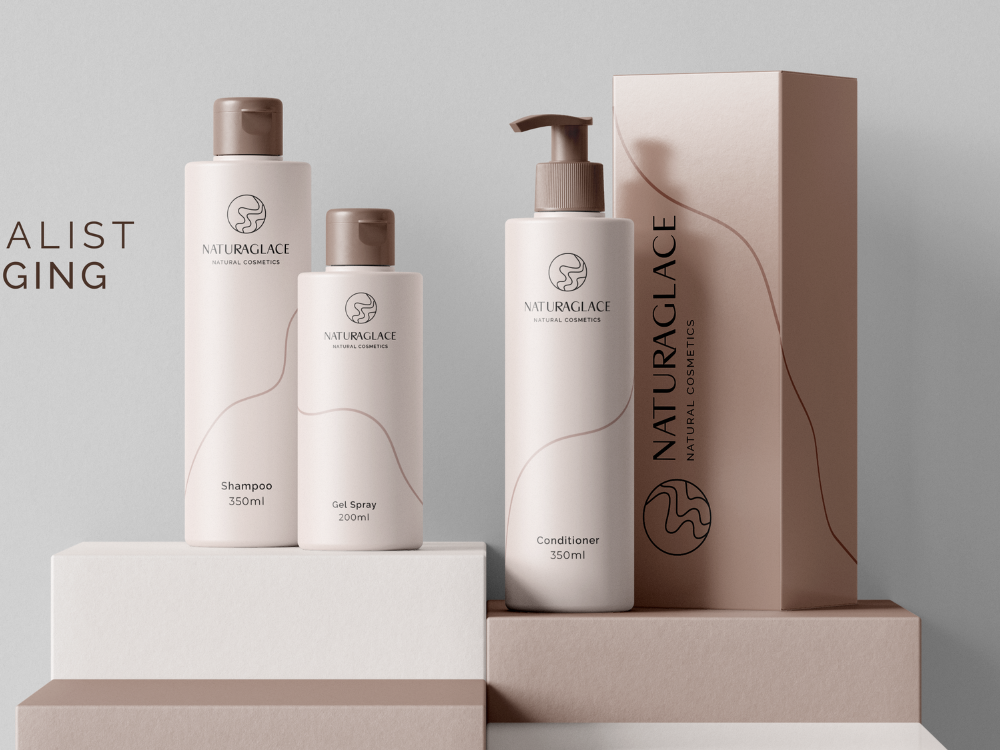 ALIST
GING
NATURAGLACE
NATURAL COSMETICS
Shampoo
350ml
NATURAGLACE
NATURAL COSMETICS
Gel Spray
200ml
NATURAGLACE
NATURAL COSMETICS
Conditioner
350ml
NATURAGLACE
NATURAL COSMETICS